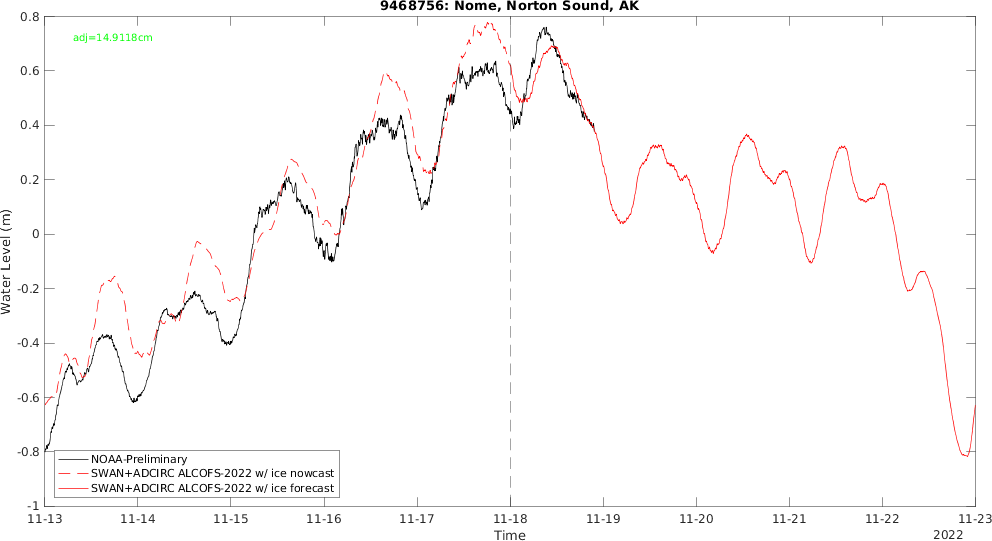 9468756: Nome, Norton Sound, AK
adj=14.9118cm
0.8
0.6
0.4
0.2
0
-0.2
-0.4
-0.6
-0.8
-1
Water Level (m)
NOAA-Preliminary
SWAN+ADCIRC ALCOFS-2022 w/ ice nowcast
SWAN+ADCIRC ALCOFS-2022 w/ ice forecast
11-13 11-14 11-15 11-16 11-17 11-18 11-19 11-20 11-21 11-22 11-23
Time
2022